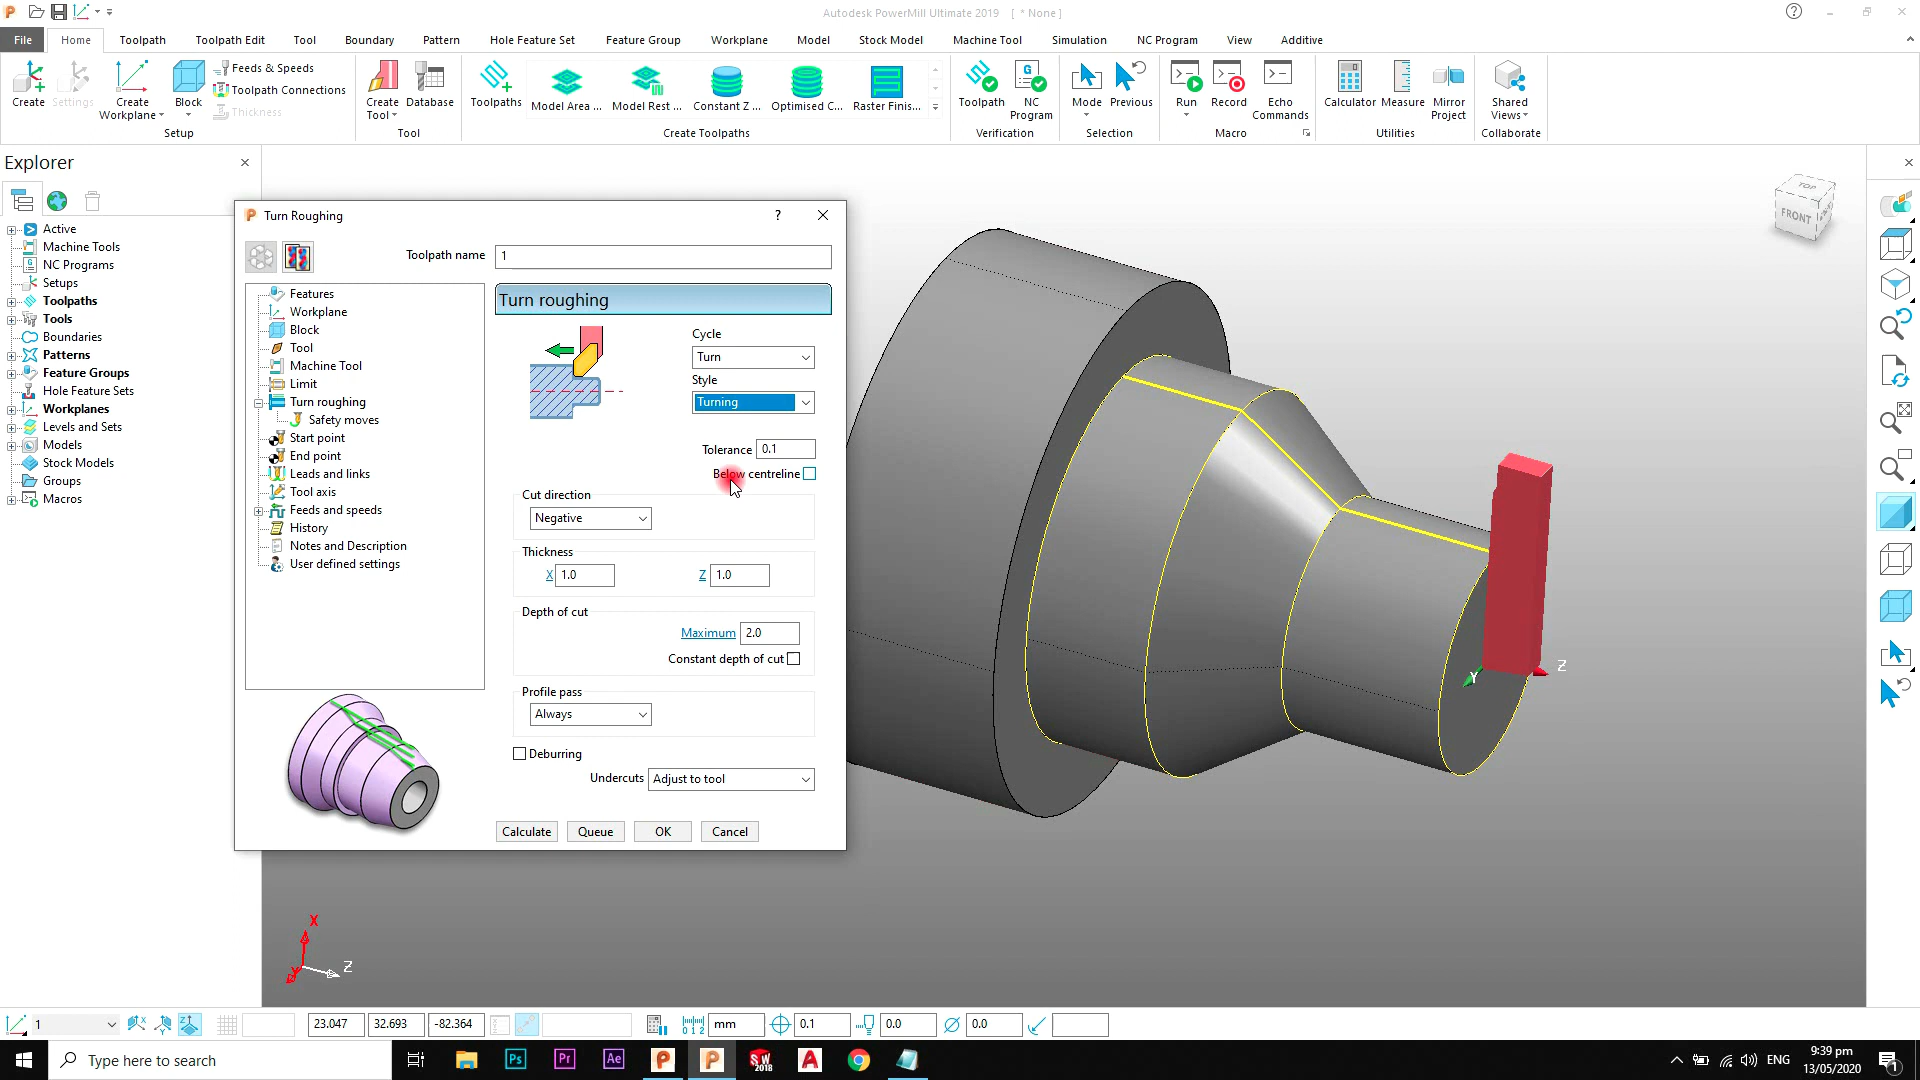 Autodesk PowerMill Ultimate 2019 [ * None ]
File Home Toolpath Toolpath Edit Tool Boundary Pattern Hole Feature Set Feature Group Workplane Model Stock Model Machine Tool Simulation NC Program View Additive
Create
Settings
Create Workplane
Block
Feeds & Speeds
Toolpath Connections
Thickness
Setup
Create Tool
Database
Tool
Toolpaths
Model Area ...
Model Rest ...
Constant Z ...
Optimised C...
Raster Finis...
Create Toolpaths
Toolpath
NC Program
Verification
Mode
Previous
Selection
Run
Record
Echo Commands
Macro
Calculator
Measure
Mirror Project
Utilities
Shared Views
Collaborate
Explorer
Active
Machine Tools
NC Programs
Setups
Toolpaths
Tools
Boundaries
Patterns
Feature Groups
Hole Feature Sets
Workplanes
Levels and Sets
Models
Stock Models
Groups
Macros
Turn Roughing
?
Toolpath name 1
Features
Workplane
Block
Tool
Machine Tool
Limit
Turn roughing
Safety moves
Start point
End point
Leads and links
Tool axis
Feeds and speeds
History
Notes and Description
User defined settings
Turn roughing
Cycle
Turn
Style
Turning
Tolerance 0.1
Below centreline
Cut direction
Negative
Thickness
X 1.0 Z 1.0
Depth of cut
Maximum 2.0
Constant depth of cut
Profile pass
Always
Deburring
Undercuts Adjust to tool
Calculate Queue OK Cancel
TOP
FRONT
Y
Z
X
Y
Z
1
23.047 32.693 -82.364
mm
0.1
0.0
0.0
Type here to search
Ps
Pr
Ae
SW
2018
ENG
9:39 pm
13/05/2020
1